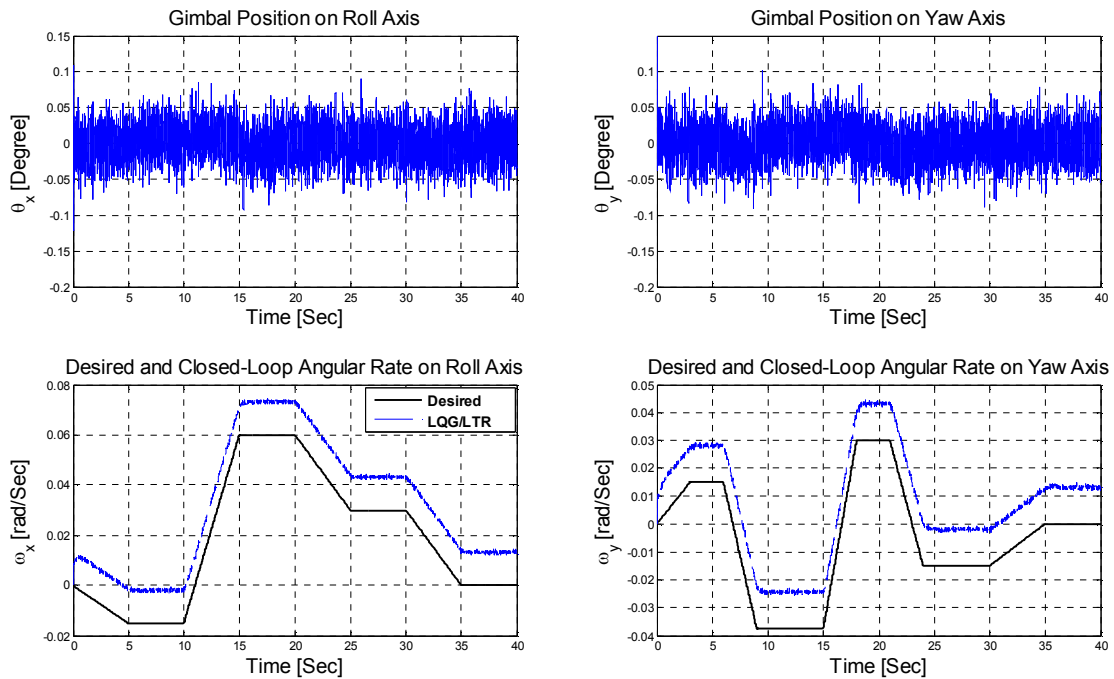 Gimbal Position on Roll Axis
0.15
0.1
0.05
0
-0.05
-0.1
-0.15
-0.2
θx [Degree]
0 5 10 15 20 25 30 35 40
Time [Sec]
Gimbal Position on Yaw Axis
0.1
0.05
0
-0.05
-0.1
-0.15
-0.2
θy [Degree]
0 5 10 15 20 25 30 35 40
Time [Sec]
Desired and Closed-Loop Angular Rate on Roll Axis
0.08
0.06
0.04
0.02
0
-0.02
ωx [rad/Sec]
Desired
LQG/LTR
0 5 10 15 20 25 30 35 40
Time [Sec]
Desired and Closed-Loop Angular Rate on Yaw Axis
0.05
0.04
0.03
0.02
0.01
0
-0.01
-0.02
-0.03
-0.04
ωy [rad/Sec]
0 5 10 15 20 25 30 35 40
Time [Sec]